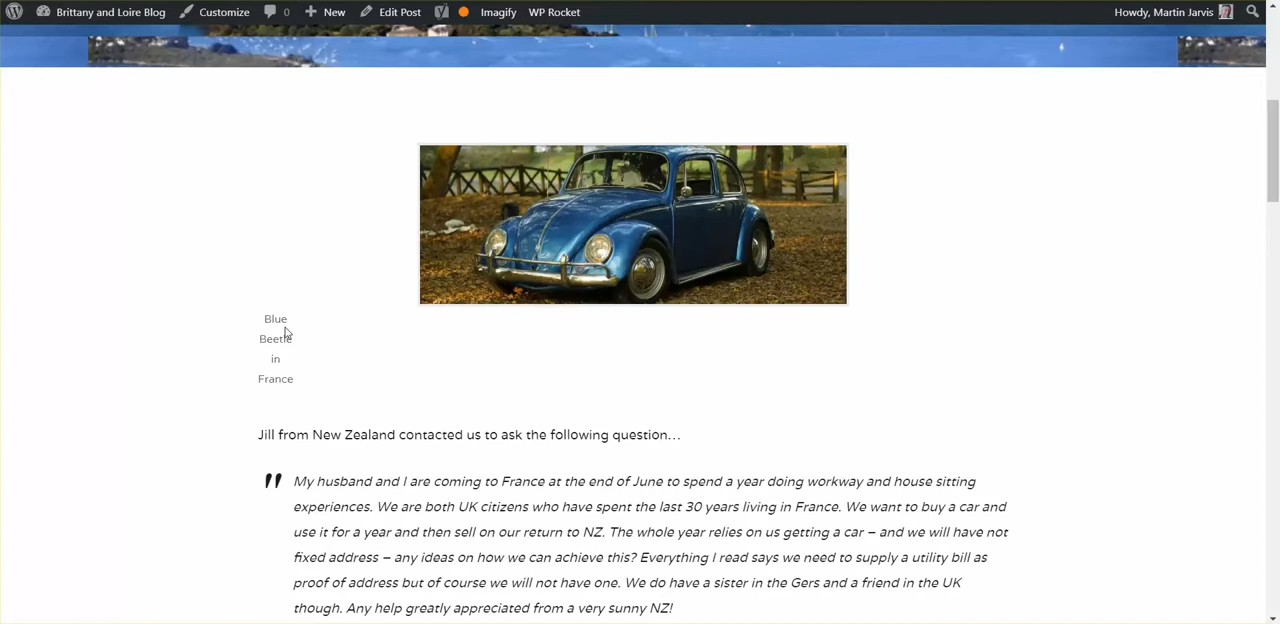 Brittany and Loire Blog Customize 0 New Edit Post Imagify WP Rocket Howdy, Martin Jarvis
Blue
Beetle
in
France
Jill from New Zealand contacted us to ask the following question…
" My husband and I are coming to France at the end of June to spend a year doing workway and house sitting
experiences. We are both UK citizens who have spent the last 30 years living in France. We want to buy a car and
use it for a year and then sell on our return to NZ. The whole year relies on us getting a car – and we will have not
fixed address – any ideas on how we can achieve this? Everything I read says we need to supply a utility bill as
proof of address but of course we will not have one. We do have a sister in the Gers and a friend in the UK
though. Any help greatly appreciated from a very sunny NZ!